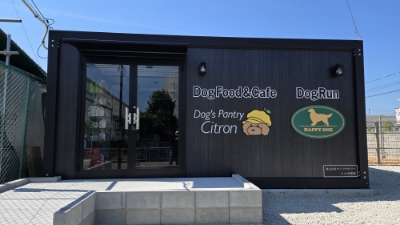 DogFood&Cafe
DogRun
Dog's Pantry
Citron
HAPPY ONE